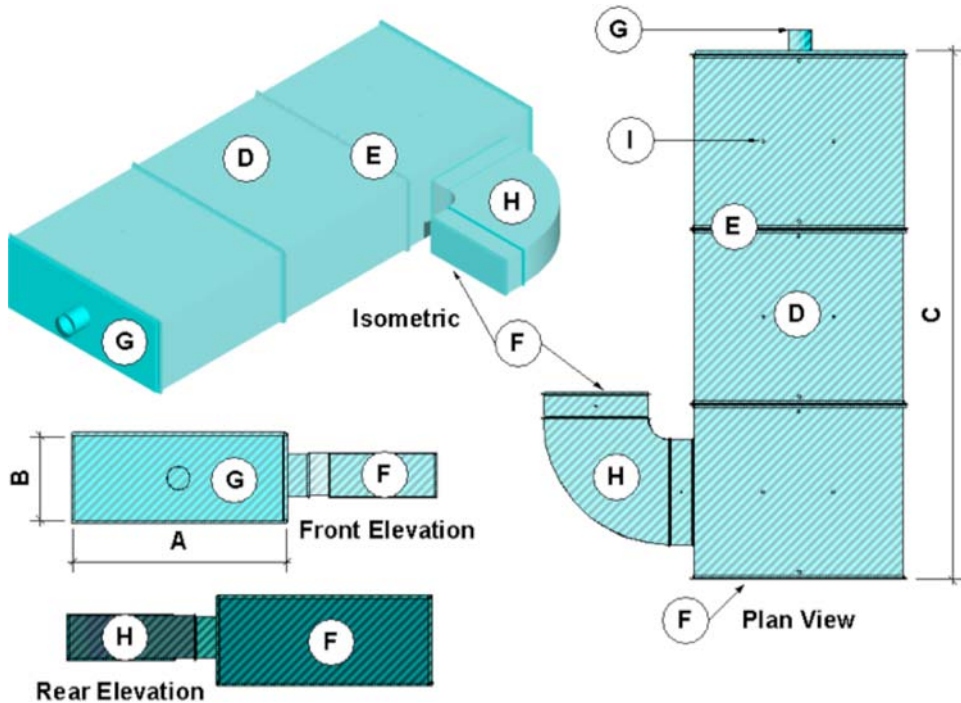 G
D
E
I
H
E
Isometric
G
F
D
C
B
G
F
H
A
Front Elevation
H
F
F
Plan View
Rear Elevation